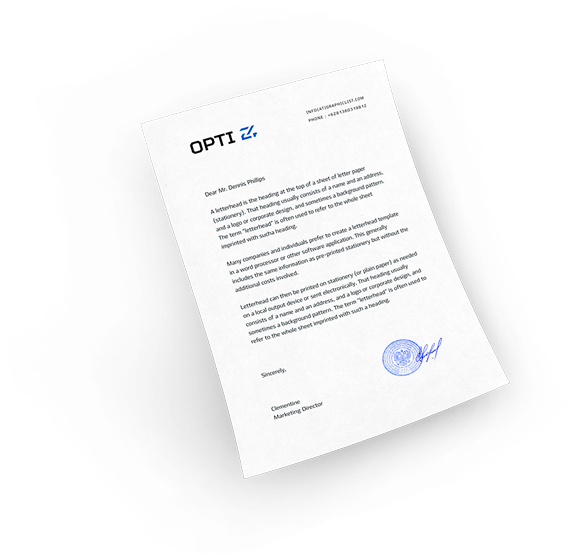 OPTI
INFO(AT)GRAPHICLIST.COM
PHONE : +6281360319812
Dear Mr. Dennis Phillips
A letterhead is the heading at the top of a sheet of letter paper
(stationery). That heading usually consists of a name and an address,
and a logo or corporate design, and sometimes a background pattern.
The term "letterhead" is often used to refer to the whole sheet
imprinted with sucha heading.
Many companies and individuals prefer to create a letterhead template
in a word processor or other software application. This generally
includes the same information as pre-printed stationery but without the
additional costs involved.
Letterhead can then be printed on stationery (or plain paper) as needed
on a local output device or sent electronically. That heading usually
consists of a name and an address, and a logo or corporate design, and
sometimes a background pattern. The term "letterhead" is often used to
refer to the whole sheet imprinted with such a heading.
Sincerely,
Clementine
Marketing Director